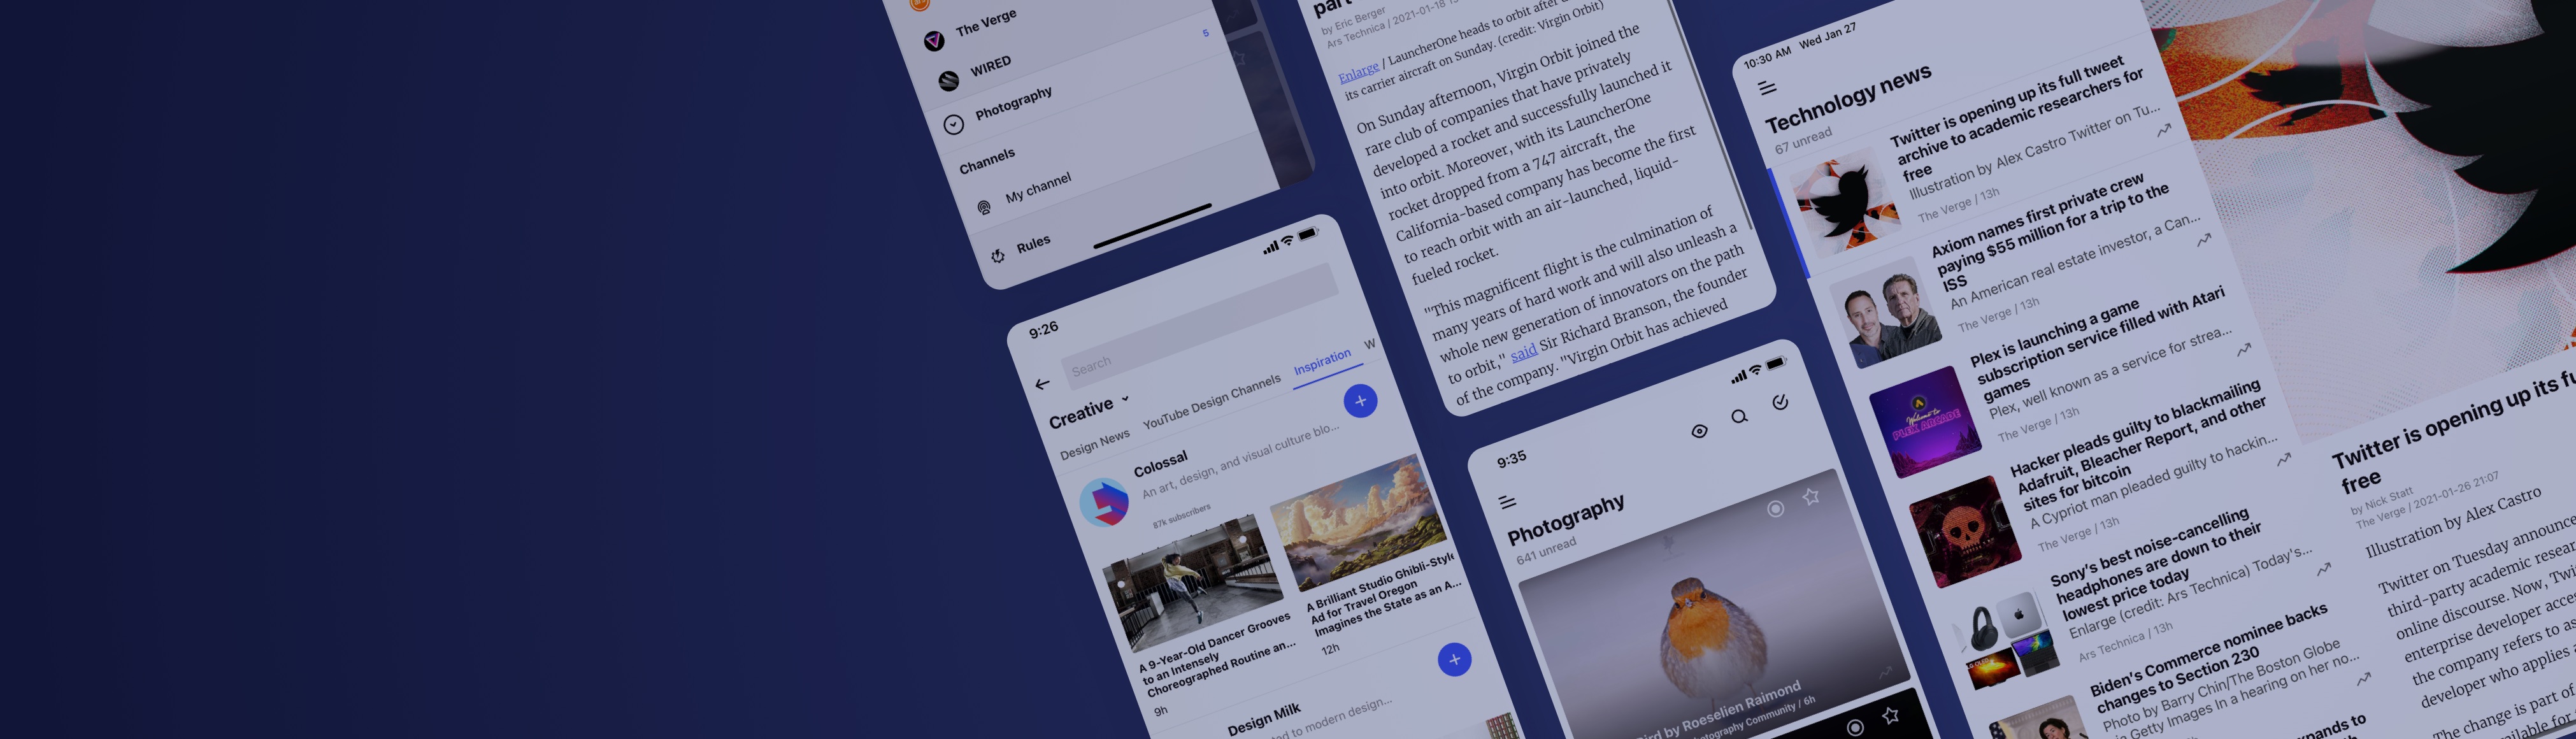 The Verge
WIRED
5
Photography
Channels
My channel
Rules
9:26
Search
Creative
Design News
YouTube Design Channels
Inspiration
W
Colossal
An art, design, and visual culture blo...
87k subscribers
A 9-Year-Old Dancer Grooves
to an Intensely
Choreographed Routine an...
9h
A Brilliant Studio Ghibli-Style
Ad for Travel Oregon
Imagines the State as an A...
12h
Design Milk
to modern design...
part
by Eric Berger
Ars Technica / 2021-01-18
Enlarge / LauncherOne heads to orbit after
its carrier aircraft on Sunday. (credit: Virgin Orbit)
On Sunday afternoon, Virgin Orbit joined the
rare club of companies that have privately
developed a rocket and successfully launched it
into orbit. Moreover, with its LauncherOne
rocket dropped from a 747 aircraft, the
California-based company has become the first
to reach orbit with an air-launched, liquid-
fueled rocket.
"This magnificent flight is the culmination of
many years of hard work and will also unleash a
whole new generation of innovators on the path
to orbit," said Sir Richard Branson, the founder
of the company. "Virgin Orbit has achieved
9:35
Photography
641 unread
Bird by Roeselien Raimond
Photography Community / 6h
10:30 AM Wed Jan 27
Technology news
67 unread
Twitter is opening up its full tweet
archive to academic researchers for
free
Illustration by Alex Castro Twitter on Tu...
The Verge / 13h
Axiom names first private crew
paying $55 million for a trip to the
ISS
An American real estate investor, a Can...
The Verge / 13h
Plex is launching a game
subscription service filled with Atari
games
Plex, well known as a service for strea...
The Verge / 13h
Welcome to
PLEX ARCADE
Hacker pleads guilty to blackmailing
Adafruit, Bleacher Report, and other
sites for bitcoin
A Cypriot man pleaded guilty to hackin...
The Verge / 13h
Sony's best noise-cancelling
headphones are down to their
lowest price today
Enlarge (credit: Ars Technica) Today's...
Ars Technica / 13h
Biden's Commerce nominee backs
changes to Section 230
Photo by Barry Chin/The Boston Globe
via Getty Images In a hearing on her no...
to
Twitter is opening up its fu
free
by Nick Statt
The Verge / 2021-01-26 21:07
Illustration by Alex Castro
Twitter on Tuesday announce
third-party academic resear
online discourse. Now, 'Twi
enterprise developer acce
the company refers to as
developer who applies
The change is part of
available for